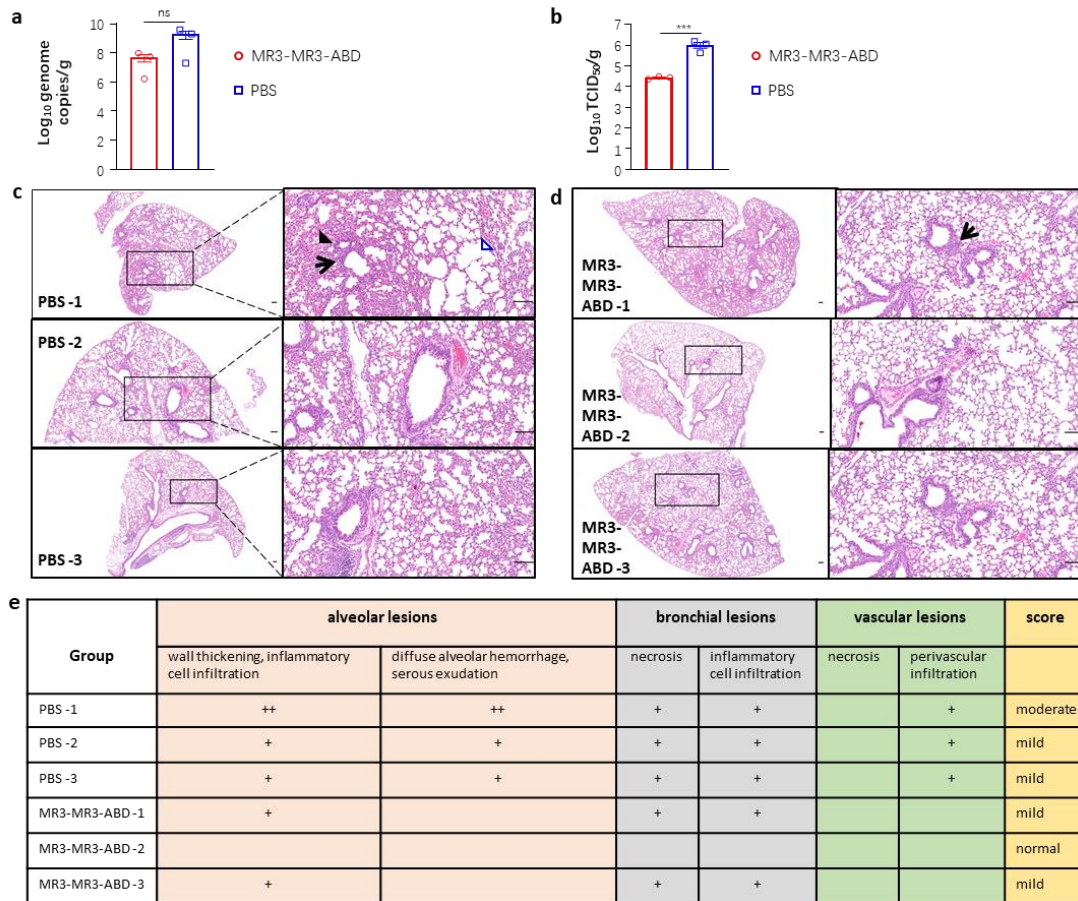 a
b
ns
***
10
8
6
4
2
0
Log₁₀ genome
copies/g
MR3-MR3-ABD
PBS
7
6
5
4
3
2
1
0
Log₁₀ TCID₅₀/g
MR3-MR3-ABD
PBS
c
PBS -1
PBS -2
PBS -3
d
MR3-
MR3-
ABD -1
MR3-
MR3-
ABD -2
MR3-
MR3-
ABD -3
e
Group alveolar lesions bronchial lesions vascular lesions score
wall thickening, inflammatory
cell infiltration
diffuse alveolar hemorrhage,
serous exudation
necrosis
inflammatory
cell infiltration
necrosis
perivascular
infiltration
PBS -1 ++ ++ + + + moderate
PBS -2 + + + + + mild
PBS -3 + + + + + mild
MR3-MR3-ABD -1 + + + mild
MR3-MR3-ABD -2 normal
MR3-MR3-ABD -3 + + + mild